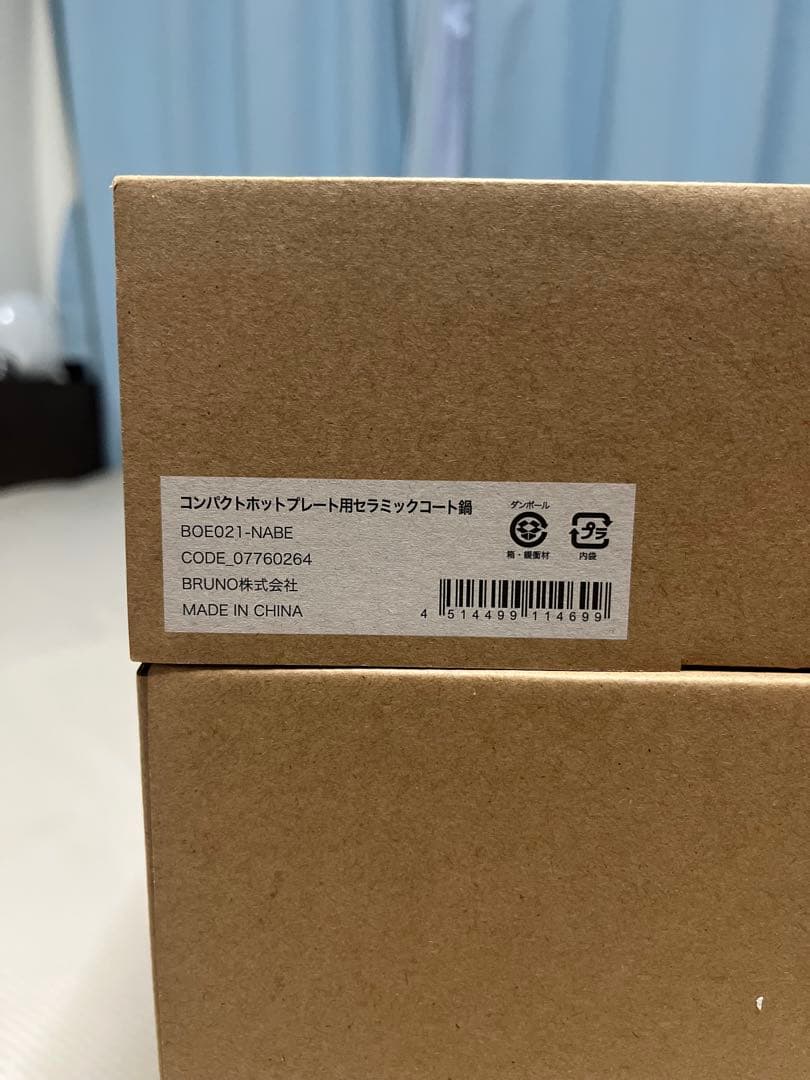 コンパクトホットプレート用セラミックコート鍋
BOE021-NABE
CODE_07760264
BRUNO株式会社
MADE IN CHINA
ダンボール
箱・緩衝材
プラ
内袋
4 514499 114699